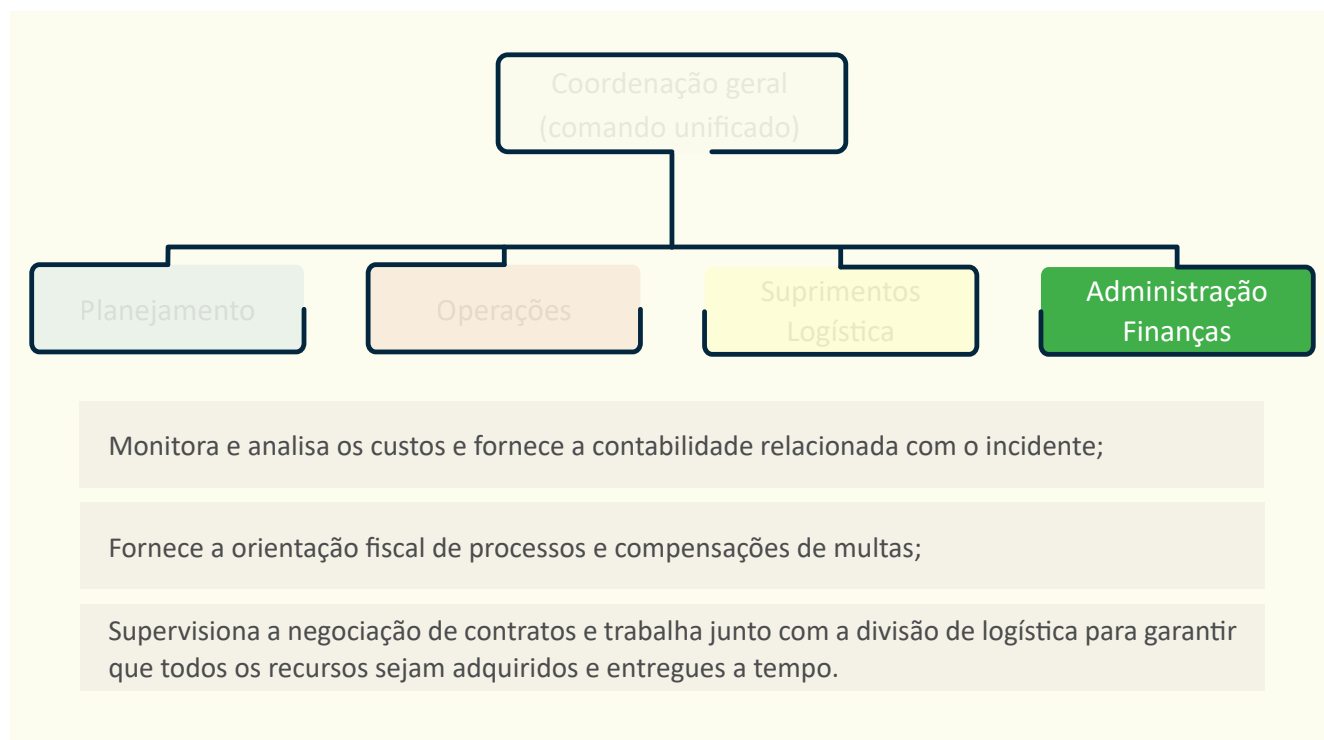 Coordenação geral
(comando unificado)
Planejamento
Operações
Suprimentos
Logística
Administração
Finanças
Monitora e analisa os custos e fornece a contabilidade relacionada com o incidente;
Fornece a orientação fiscal de processos e compensações de multas;
Supervisiona a negociação de contratos e trabalha junto com a divisão de logística para garantir
que todos os recursos sejam adquiridos e entregues a tempo.